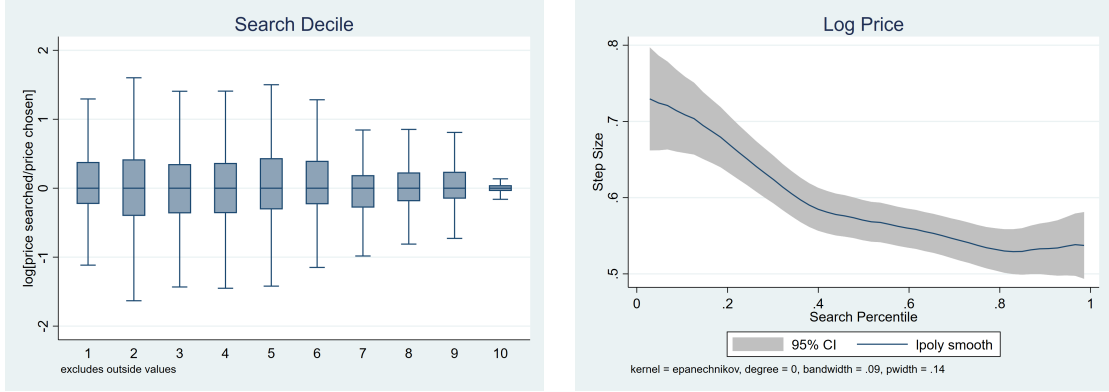 Search Decile
log[price searched/price chosen]
2
1
0
-1
-2
1 2 3 4 5 6 7 8 9 10
excludes outside values
Log Price
Step Size
.8
.7
.6
.5
0 .2 .4 .6 .8 1
Search Percentile
95% CI lpoly smooth
kernel = epanechnikov, degree = 0, bandwidth = .09, pwidth = .14